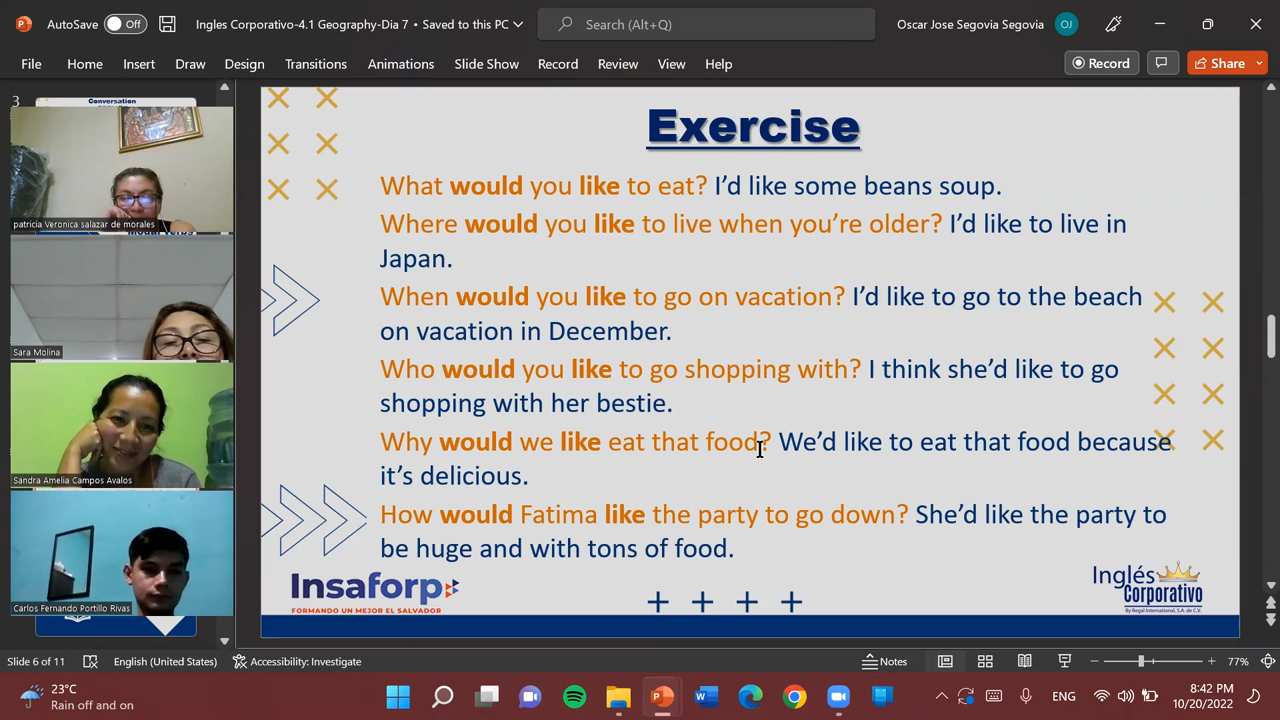 AutoSave Off Ingles Corporativo-4.1 Geography-Dia 7 • Saved to this PC Search (Alt+Q) Oscar Jose Segovia Segovia OJ
File Home Insert Draw Design Transitions Animations Slide Show Record Review View Help Record Share
3
Conversation
patricia Veronica salazar de morales
Sara Molina
Sandra Amelia Campos Avalos
Carlos Fernando Portillo Rivas
Exercise
What would you like to eat? I'd like some beans soup.
Where would you like to live when you're older? I'd like to live in
Japan.
When would you like to go on vacation? I'd like to go to the beach
on vacation in December.
Who would you like to go shopping with? I think she'd like to go
shopping with her bestie.
Why would we like eat that food? We'd like to eat that food because
it's delicious.
How would Fatima like the party to go down? She'd like the party to
be huge and with tons of food.
Insaforp
FORMANDO UN MEJOR EL SALVADOR
Inglés
Corporativo
By Regal International, S.A. de C.V.
Slide 6 of 11 English (United States) Accessibility: Investigate Notes 77%
23°C
Rain off and on
ENG
8:42 PM
10/20/2022